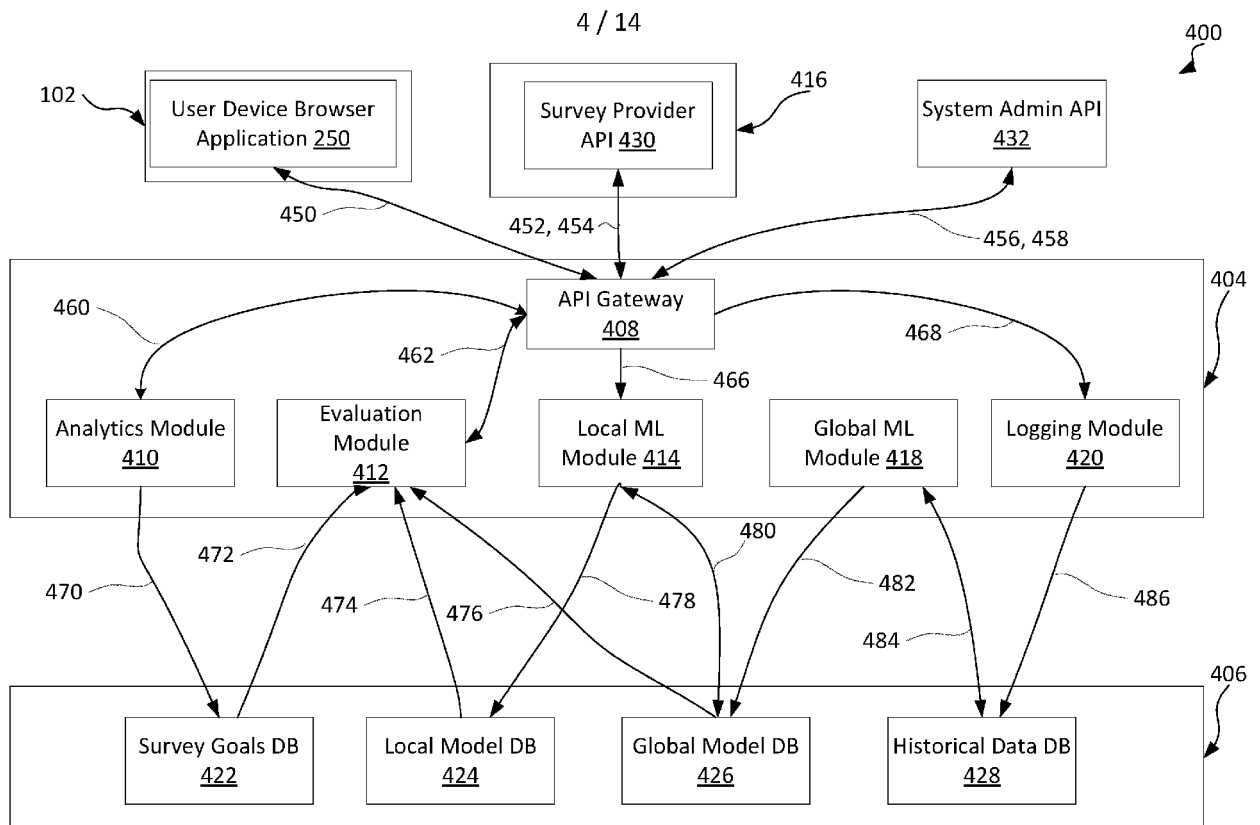 4 / 14
400
102
User Device Browser
Application 250
Survey Provider
API 430
416
System Admin API
432
450
452, 454
456, 458
404
API Gateway
408
460
462
466
468
Analytics Module
410
Evaluation
Module
412
Local ML
Module 414
Global ML
Module 418
Logging Module
420
470
472
474
476
478
480
482
484
486
406
Survey Goals DB
422
Local Model DB
424
Global Model DB
426
Historical Data DB
428